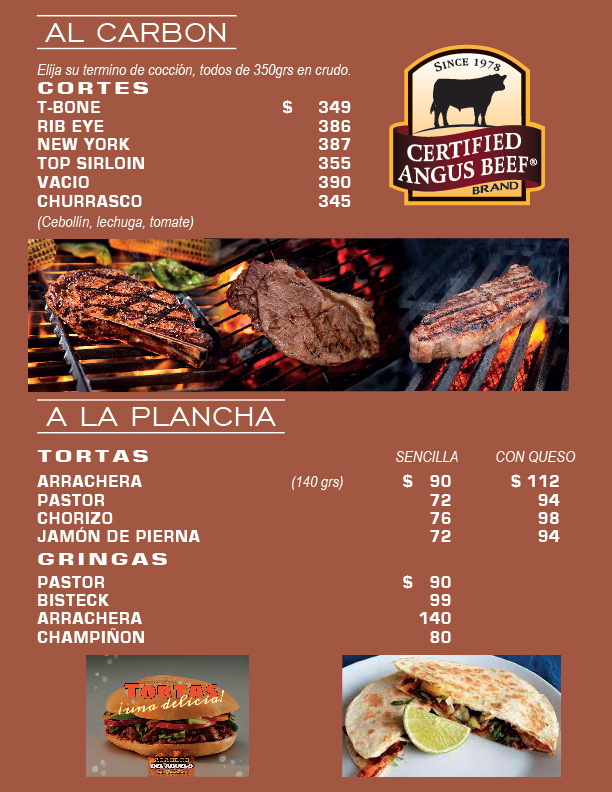 AL CARBON
Elija su termino de cocción, todos de 350grs en crudo.
CORTES
T-BONE $ 349
RIB EYE 386
NEW YORK 387
TOP SIRLOIN 355
VACIO 390
CHURRASCO 345
(Cebollín, lechuga, tomate)
SINCE 1978
CERTIFIED
ANGUS BEEF®
BRAND
A LA PLANCHA
TORTAS SENCILLA CON QUESO
ARRACHERA (140 grs) $ 90 $ 112
PASTOR 72 94
CHORIZO 76 98
JAMÓN DE PIERNA 72 94
GRINGAS
PASTOR $ 90
BISTECK 99
ARRACHERA 140
CHAMPIÑON 80
TORTAS
¡una delicia!
DEL ABUELO